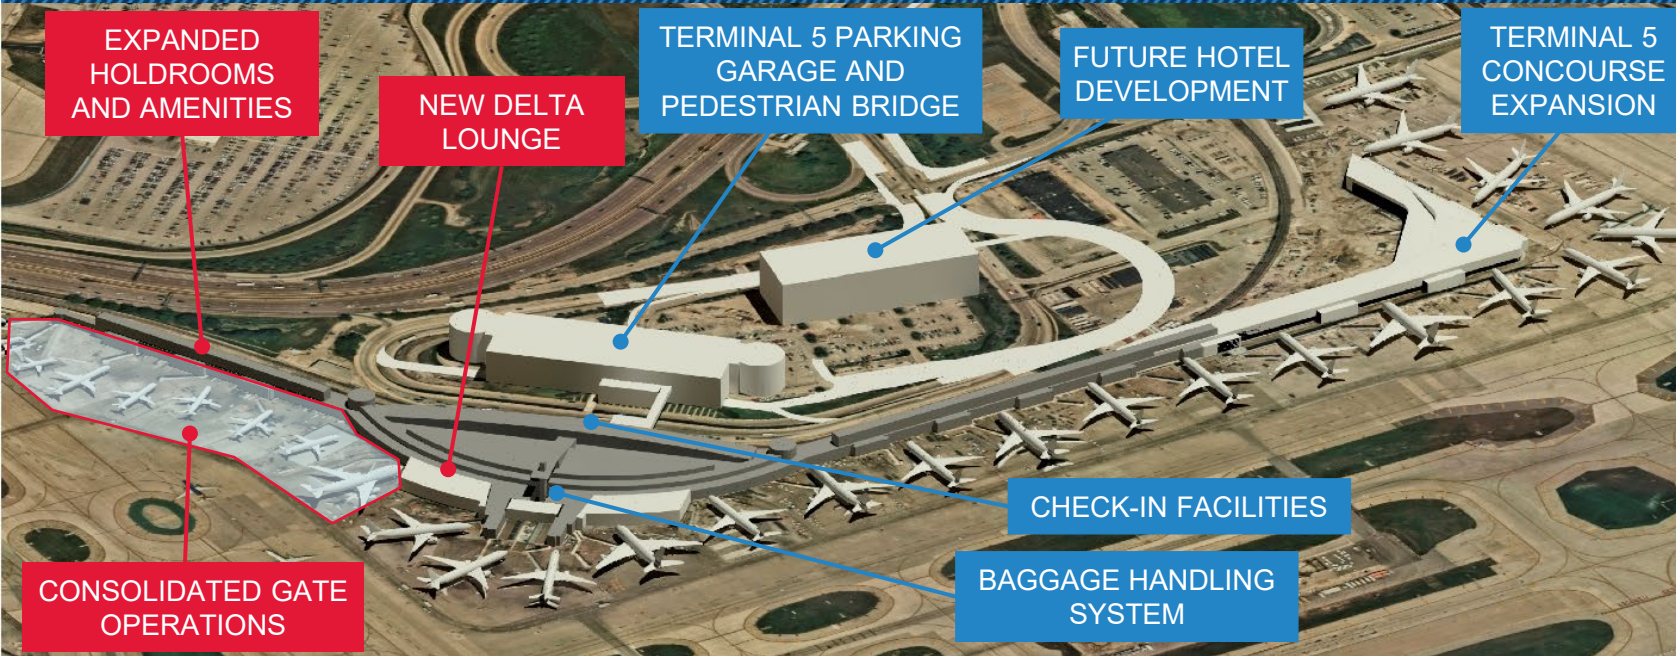 EXPANDED
HOLDROOMS
AND AMENITIES
NEW DELTA
LOUNGE
TERMINAL 5 PARKING
GARAGE AND
PEDESTRIAN BRIDGE
FUTURE HOTEL
DEVELOPMENT
TERMINAL 5
CONCOURSE
EXPANSION
CHECK-IN FACILITIES
BAGGAGE HANDLING
SYSTEM
CONSOLIDATED GATE
OPERATIONS